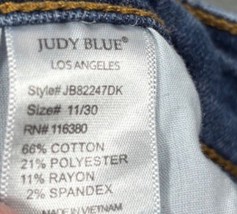 JUDY BLUE®
LOS ANGELES
Style# JB82247DK
Size# 11/30
RN# 116380
66% COTTON
21% POLYESTER
11% RAYON
2% SPANDEX
MADE IN VIETNAM